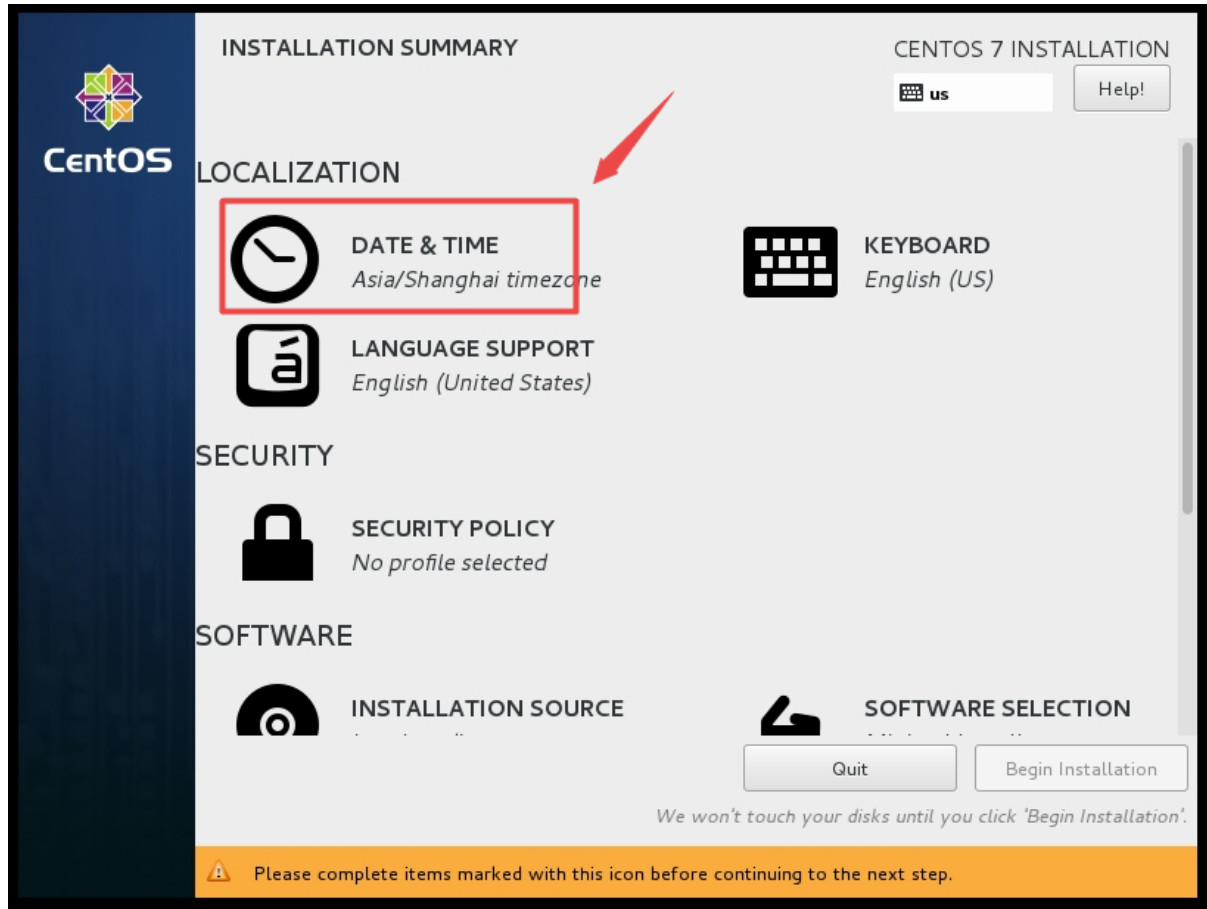 INSTALLATION SUMMARY
CENTOS 7 INSTALLATION
us
Help!
CentOS
LOCALIZATION
DATE & TIME
Asia/Shanghai timezone
KEYBOARD
English (US)
á
LANGUAGE SUPPORT
English (United States)
SECURITY
SECURITY POLICY
No profile selected
SOFTWARE
INSTALLATION SOURCE
SOFTWARE SELECTION
Quit
Begin Installation
We won't touch your disks until you click 'Begin Installation'.
Please complete items marked with this icon before continuing to the next step.